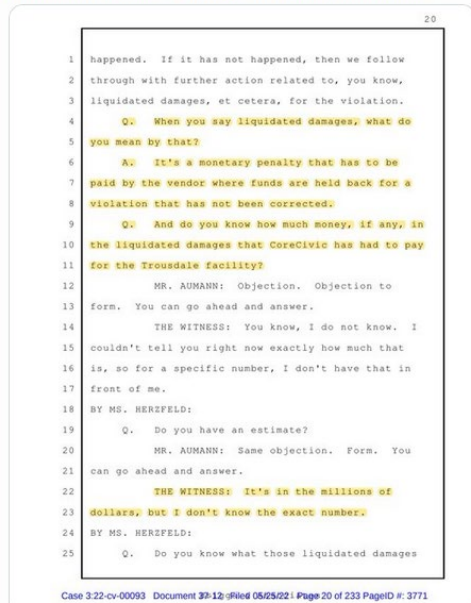 20
1 happened. If it has not happened, then we follow
2 through with further action related to, you know,
3 liquidated damages, et cetera, for the violation.
4 Q. When you say liquidated damages, what do
5 you mean by that?
6 A. It's a monetary penalty that has to be
7 paid by the vendor where funds are held back for a
8 violation that has not been corrected.
9 Q. And do you know how much money, if any, in
10 the liquidated damages that CoreCivic has had to pay
11 for the Trousdale facility?
12 MR. AUMANN: Objection. Objection to
13 form. You can go ahead and answer.
14 THE WITNESS: You know, I do not know. I
15 couldn't tell you right now exactly how much that
16 is, so for a specific number, I don't have that in
17 front of me.
18 BY MS. HERZFELD:
19 Q. Do you have an estimate?
20 MR. AUMANN: Same objection. Form. You
21 can go ahead and answer.
22 THE WITNESS: It's in the millions of
23 dollars, but I don't know the exact number.
24 BY MS. HERZFELD:
25 Q. Do you know what those liquidated damages
Case 3:22-cv-00093 Document 37-12 Filed 05/25/22 Page 20 of 233 PageID #: 3771